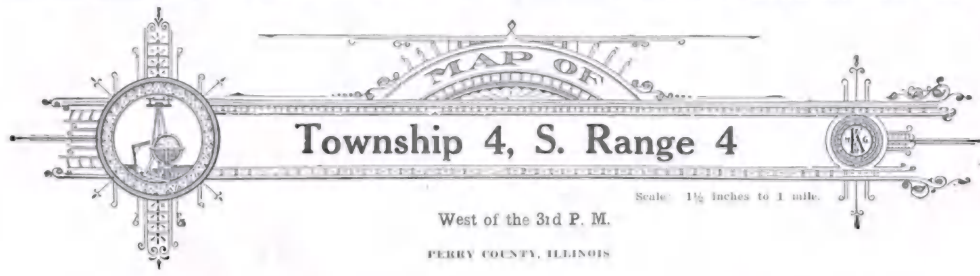 MAP OF
Township 4, S. Range 4
Scale 1½ inches to 1 mile.
West of the 3rd P. M.
PERRY COUNTY, ILLINOIS